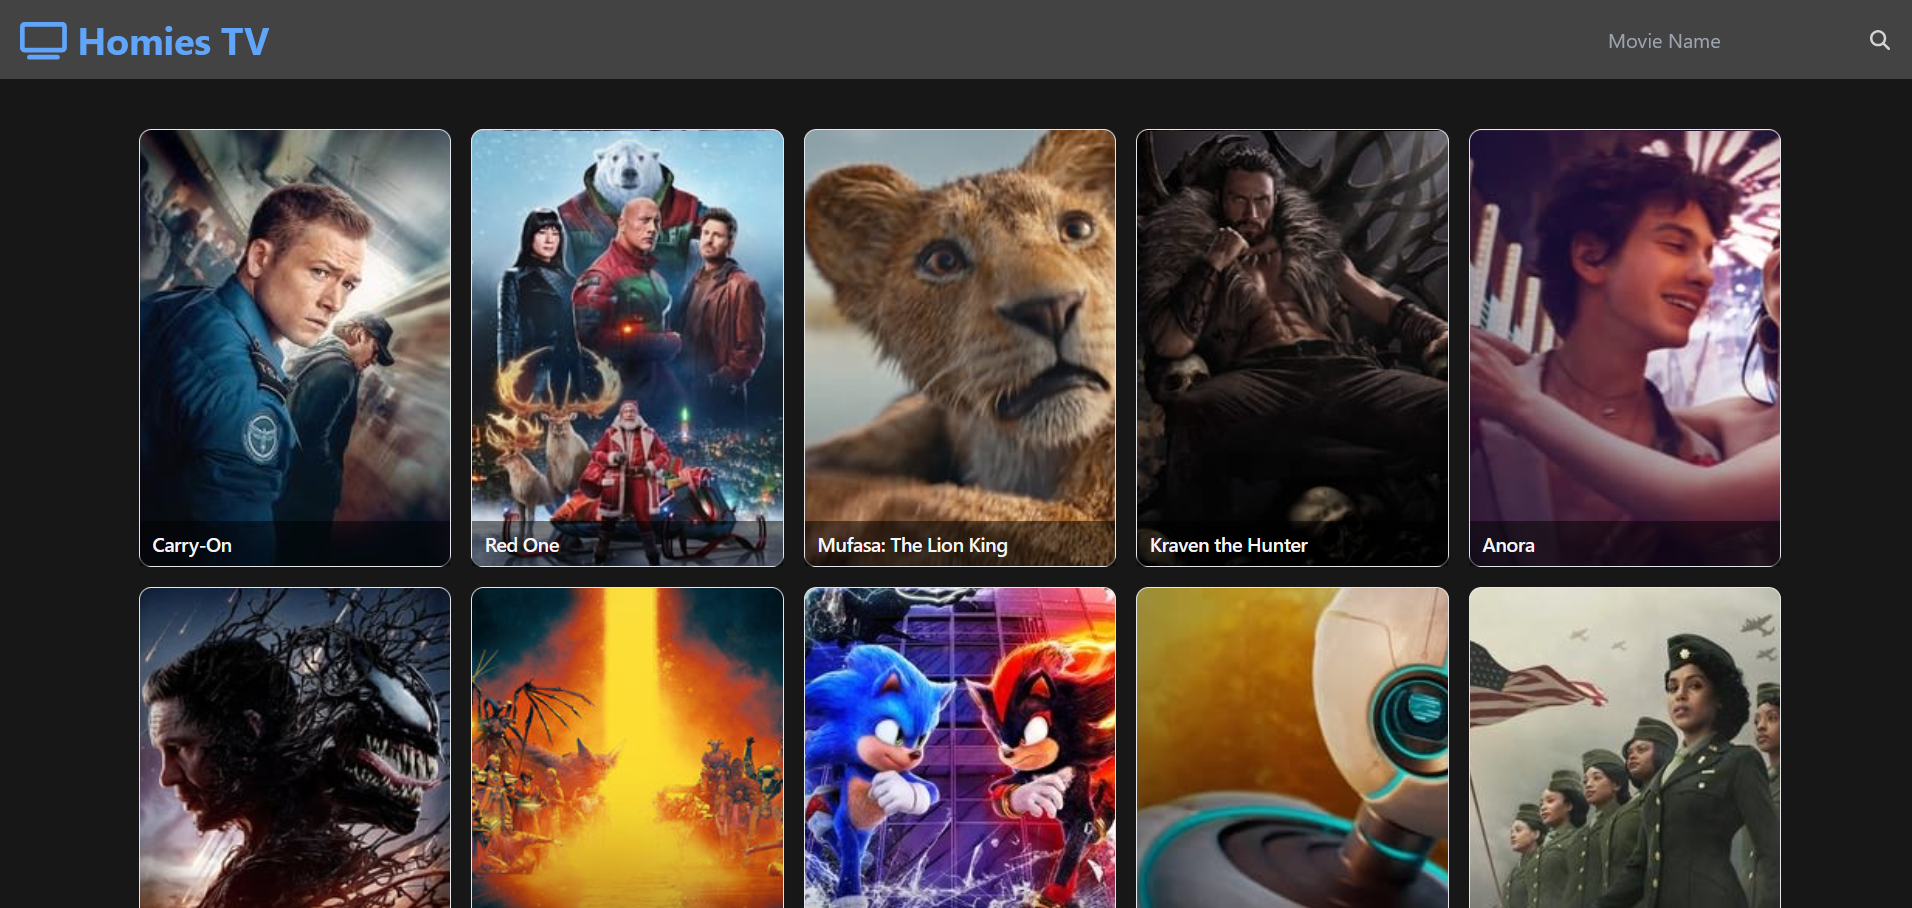 Homies TV
Movie Name
Carry-On
Red One
Mufasa: The Lion King
Kraven the Hunter
Anora